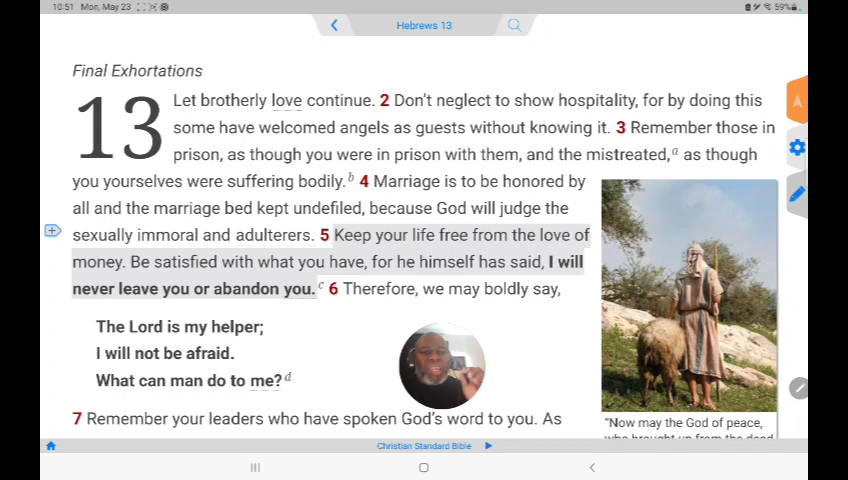 10:51 Mon, May 23
59%
Hebrews 13
Final Exhortations
13 Let brotherly love continue. 2 Don't neglect to show hospitality, for by doing this
some have welcomed angels as guests without knowing it. 3 Remember those in
prison, as though you were in prison with them, and the mistreated,a as though
you yourselves were suffering bodily.b 4 Marriage is to be honored by
all and the marriage bed kept undefiled, because God will judge the
sexually immoral and adulterers. 5 Keep your life free from the love of
money. Be satisfied with what you have, for he himself has said, I will
never leave you or abandon you.c 6 Therefore, we may boldly say,
The Lord is my helper;
I will not be afraid.
What can man do to me?d
7 Remember your leaders who have spoken God's word to you. As
"Now may the God of peace,
who brought up from the dead
Christian Standard Bible